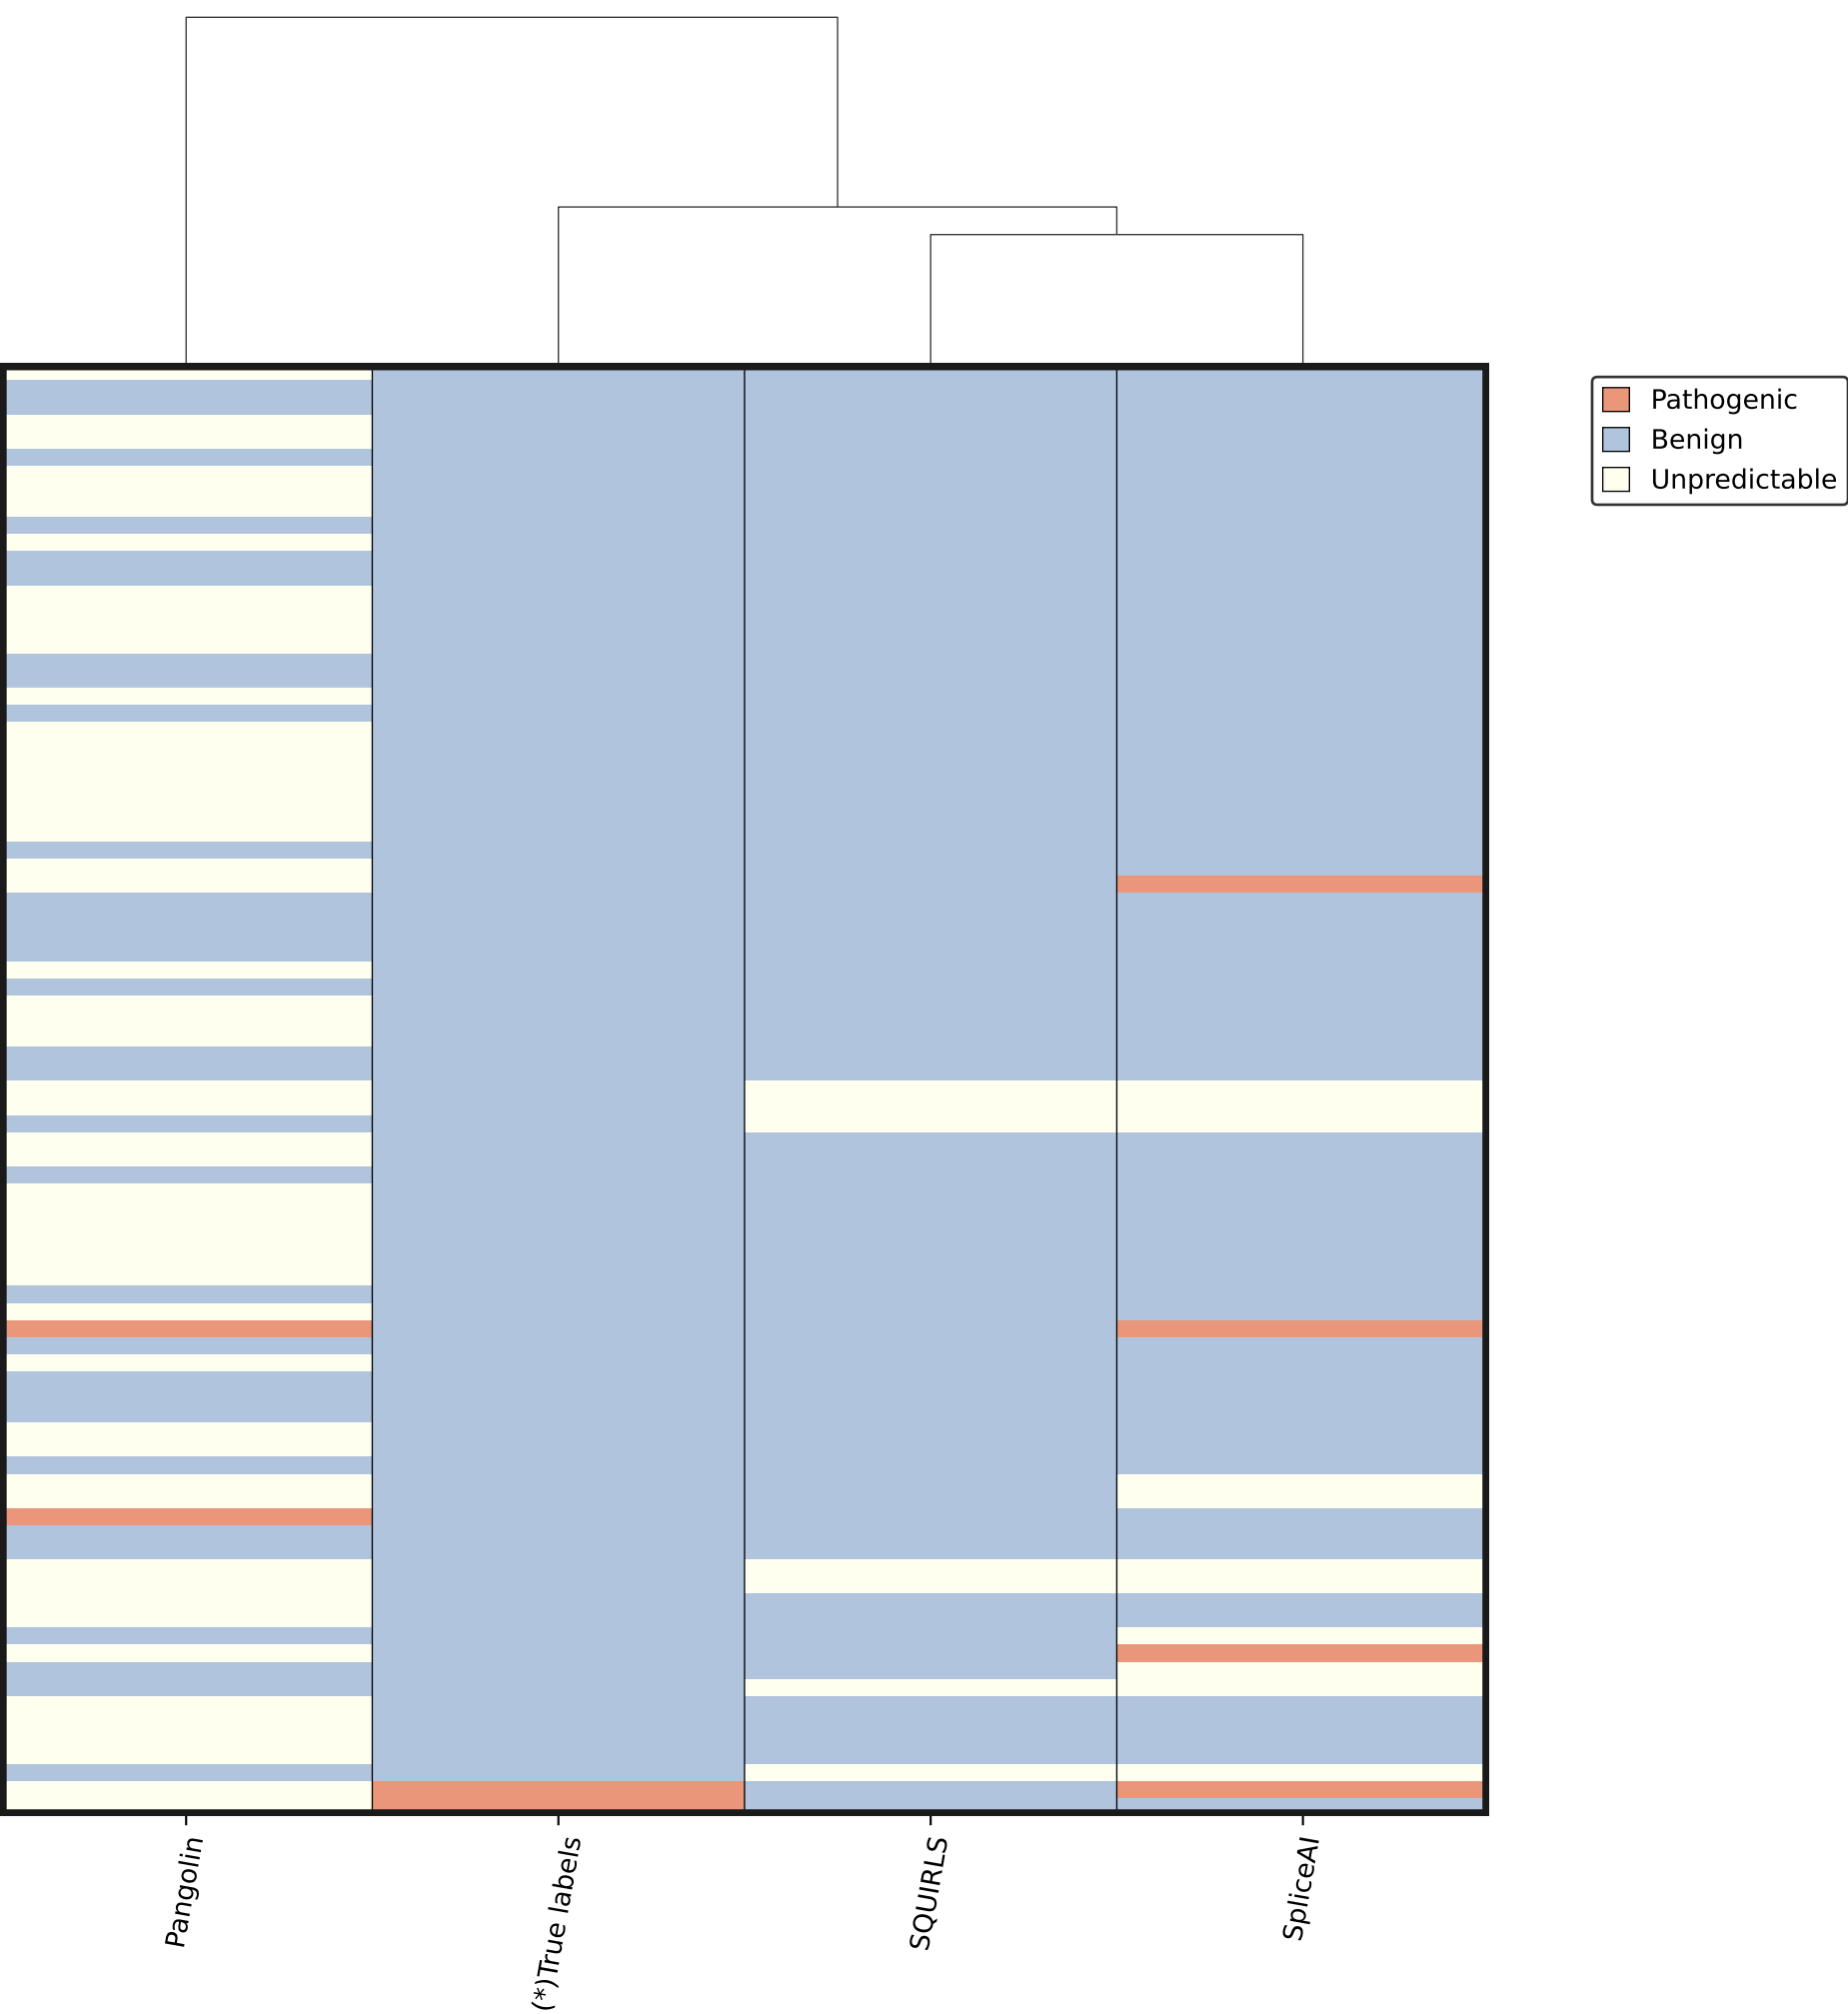 Pathogenic
Benign
Unpredictable
Pangolin
(*)True labels
SQUIRLS
SpliceAI